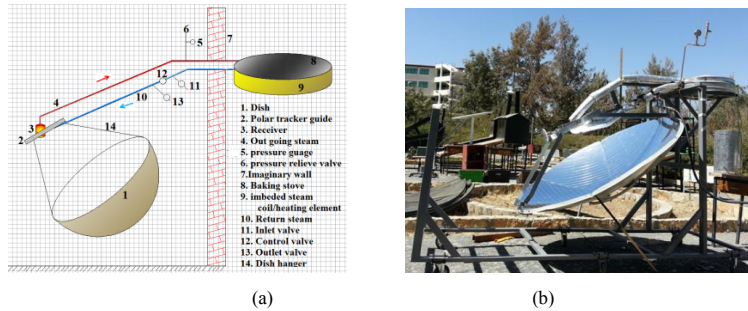 6
5
7
8
9
12
11
13
10
4
3
2
14
1
1. Dish
2. Polar tracker guide
3. Receiver
4. Out going steam
5. pressure guage
6. pressure relieve valve
7.Imaginary wall
8. Baking stove
9. imbeded steam
coil/heating element
10. Return steam
11. Inlet valve
12. Control valve
13. Outlet valve
14. Dish hanger
(a)
(b)